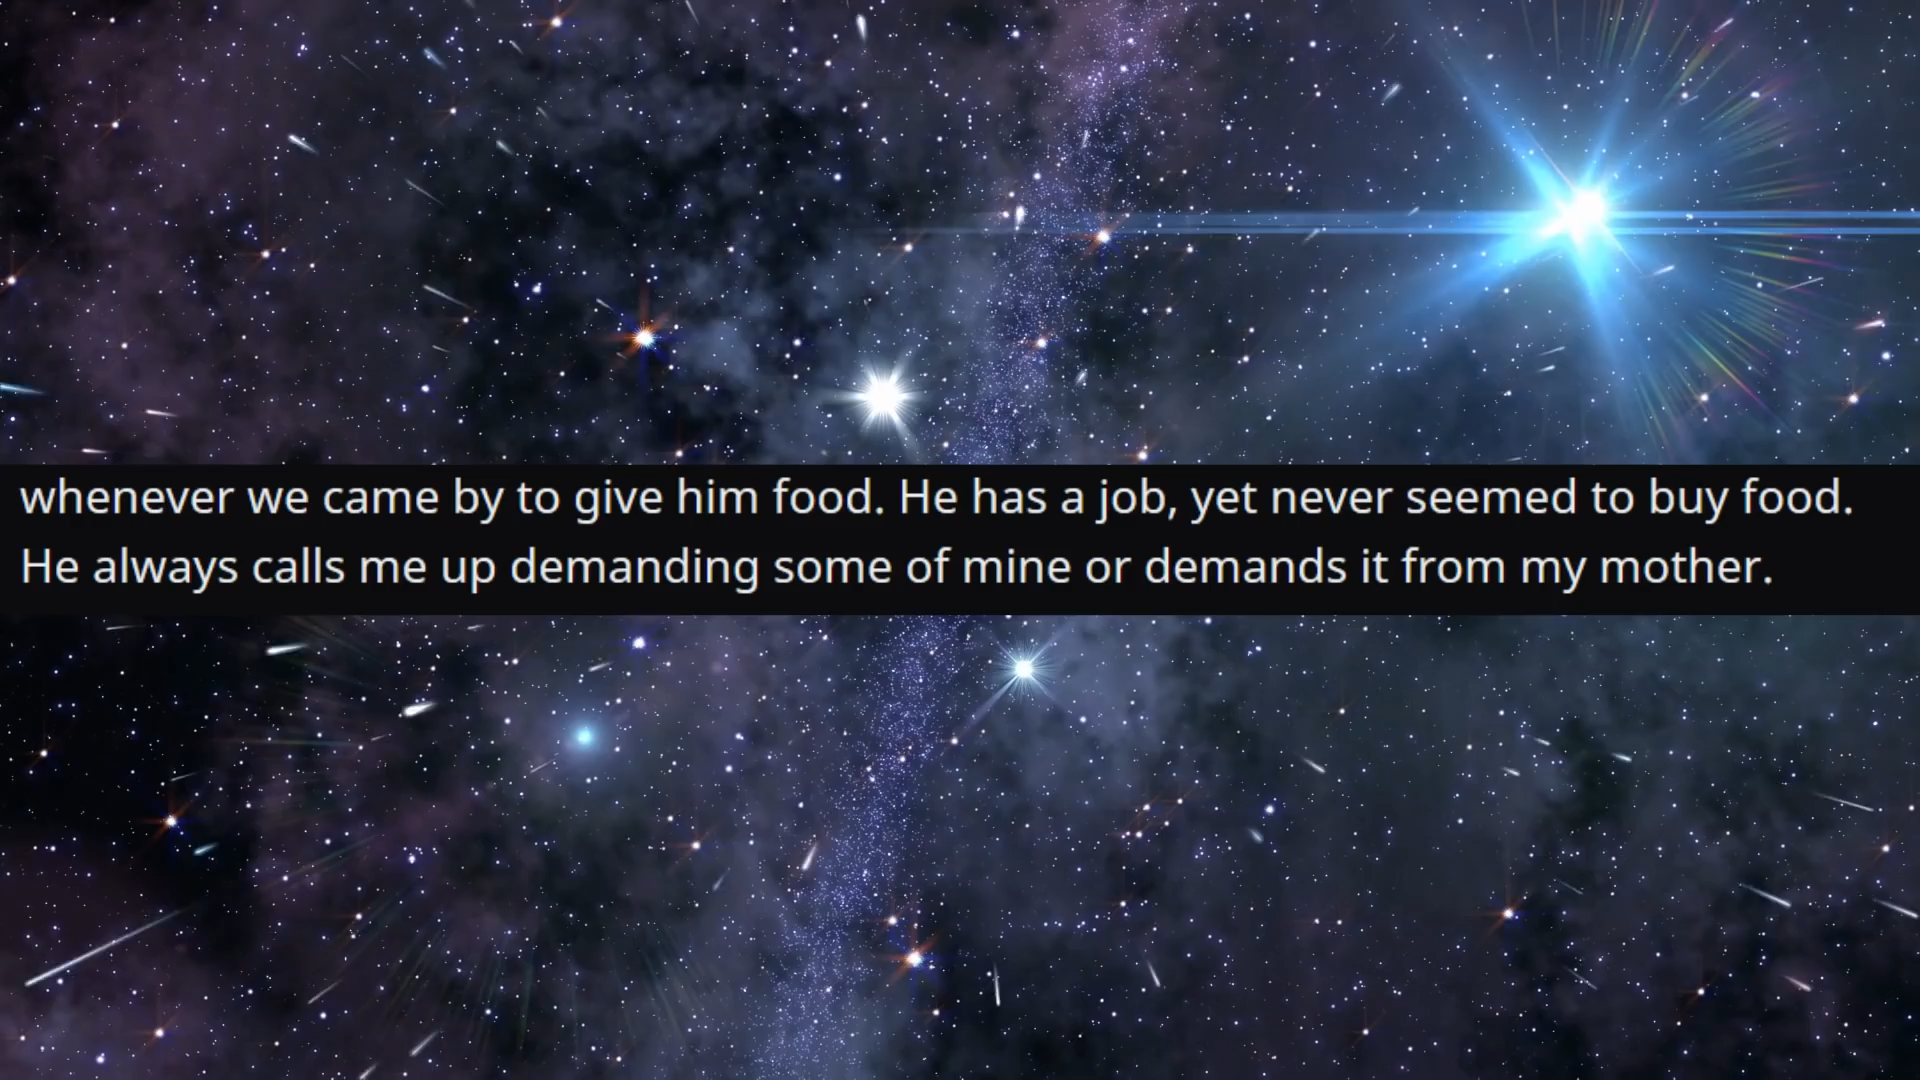 whenever we came by to give him food. He has a job, yet never seemed to buy food.
He always calls me up demanding some of mine or demands it from my mother.